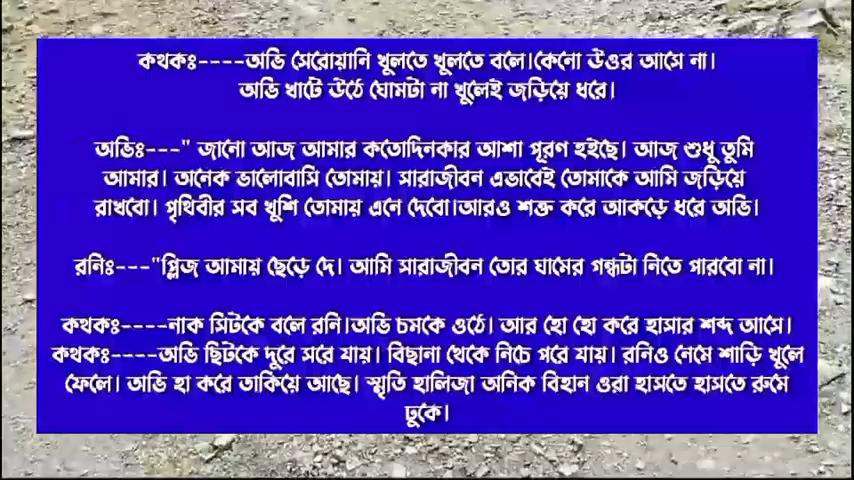 কথকঃ----অভি সেরোয়ানি খুলতে খুলতে বলে।কেনো ঊওর আসে না।
অভি খাটে ঊঠে ঘোমটা না খুলেই জড়িয়ে ধরে।
অভিঃ---" জানো আজ আমার কতোদিনকার আশা পূরণ হইছে। আজ শুধু তুমি
আমার। অনেক ভালোবাসি তোমায়। সারাজীবন এভাবেই তোমাকে আমি জড়িয়ে
রাখবো। পৃথিবীর সব খুশি তোমায় এনে দেবো।আরও শক্ত করে আকড়ে ধরে অভি।
রনিঃ---"প্লিজ আমায় ছেড়ে দে। আমি সারাজীবন তোর ঘামের গন্ধটা নিতে পারবো না।
কথকঃ----নাক সিটকে বলে রনি।অভি চমকে ওঠে। আর হো হো করে হাসার শব্দ আসে।
কথকঃ----অভি ছিটকে দুরে সরে যায়। বিছানা থেকে নিচে পরে যায়। রনিও নেমে শাড়ি খুলে
ফেলে। অভি হা করে তাকিয়ে আছে। স্মৃতি হালিজা অনিক বিহান ওরা হাসতে হাসতে রুমে
ঢুকে।